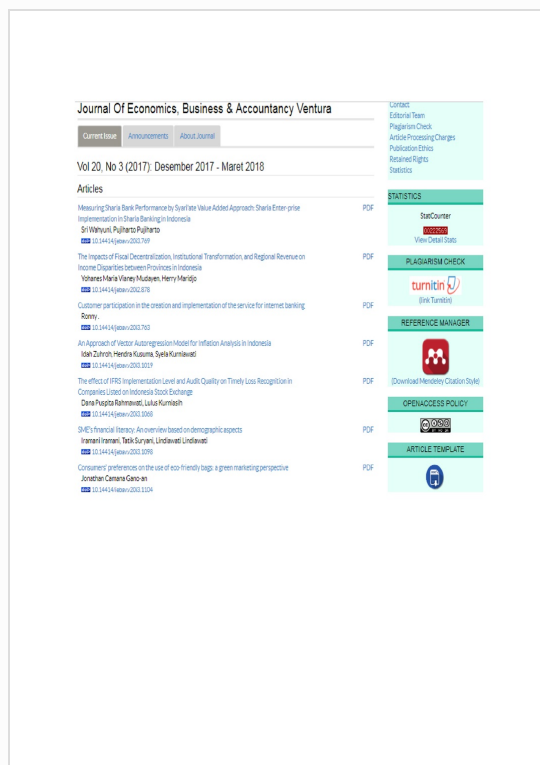 Journal Of Economics, Business & Accountancy Ventura
Current Issue
Announcements
About Journal
Vol 20, No 3 (2017): Desember 2017 - Maret 2018
Articles
Measuring Sharia Bank Performance by Syari'ate Value Added Approach: Sharia Enter-prise PDF
Implementation in Sharia Banking in Indonesia
Sri Wahyuni, Pujiharto Pujiharto
The Impacts of Fiscal Decentralization, Institutional Transformation, and Regional Revenue on PDF
Income Disparities between Provinces in Indonesia
Yohanes Maria Vianey Mudayen, Herry Maridjo
Customer participation in the creation and implementation of the service for internet banking PDF
Ronny .
An Approach of Vector Autoregression Model for Inflation Analysis in Indonesia PDF
Idah Zuhroh, Hendra Kusuma, Syela Kurniawati
The effect of IFRS Implementation Level and Audit Quality on Timely Loss Recognition in PDF
Companies Listed on Indonesia Stock Exchange
Dana Puspita Rahmawati, Lulus Kurniasih
SME's financial literacy: An overview based on demographic aspects PDF
Iramani Iramani, Tatik Suryani, Lindiawati Lindiawati
Consumers' preferences on the use of eco-friendly bags: a green marketing perspective PDF
Jonathan Camana Gano-an
Contact
Editorial Team
Plagiarism Check
Article Processing Charges
Publication Ethics
Retained Rights
Statistics
STATISTICS
StatCounter
View Detail Stats
PLAGIARISM CHECK
turnitin
(link Turnitin)
REFERENCE MANAGER
(Download Mendeley Citation Style)
OPENACCESS POLICY
ARTICLE TEMPLATE